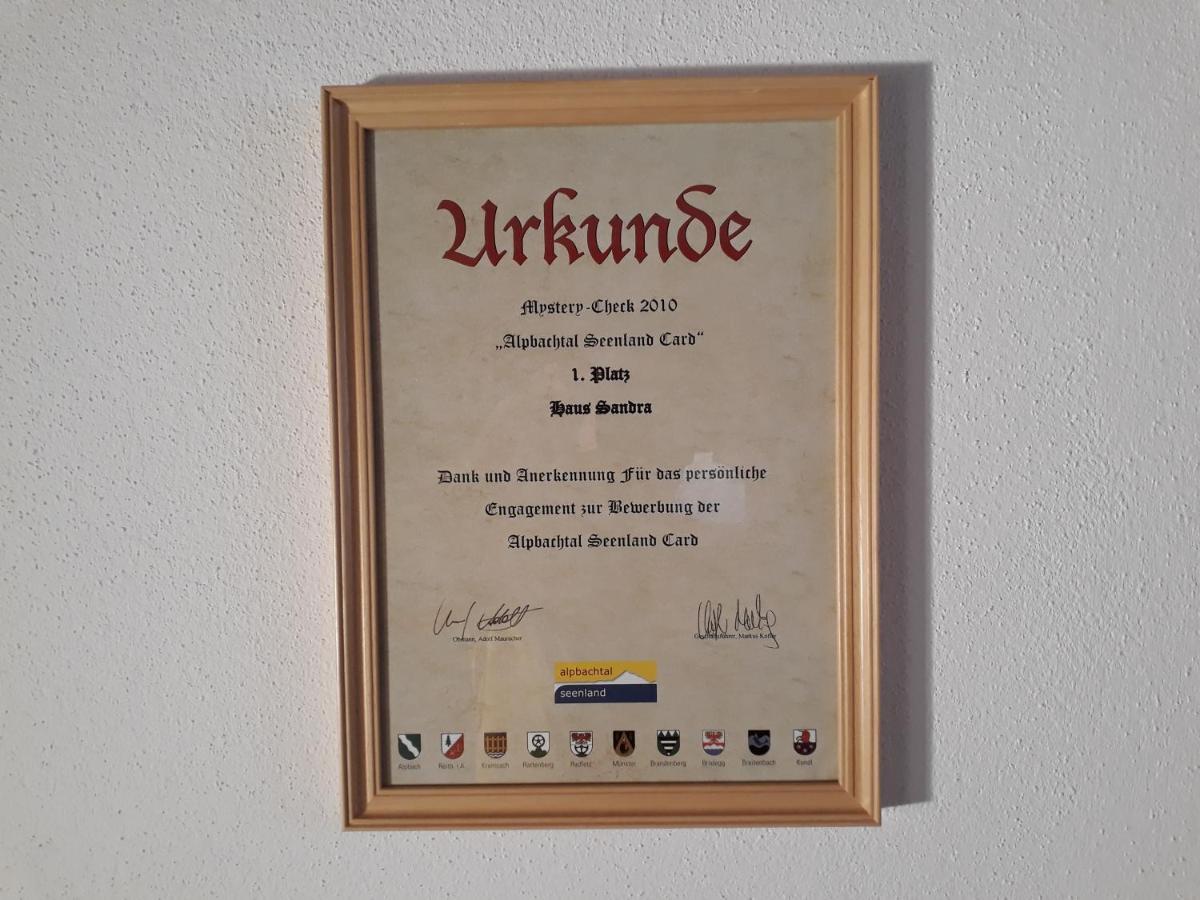 Urkunde
Mystery-Check 2010
„Alpbachtal Seenland Card“
1. Platz
Haus Sandra
Dank und Anerkennung Für das persönliche
Engagement zur Bewerbung der
Alpbachtal Seenland Card
Obmann, Adolf Moser
Geschäftsführer, Markus Kofler
alpbachtal
seenland
Alpbach Reith i.A. Kramsach Rattenberg Radfeld Münster Brandenberg Brixlegg Breitenbach Kundl